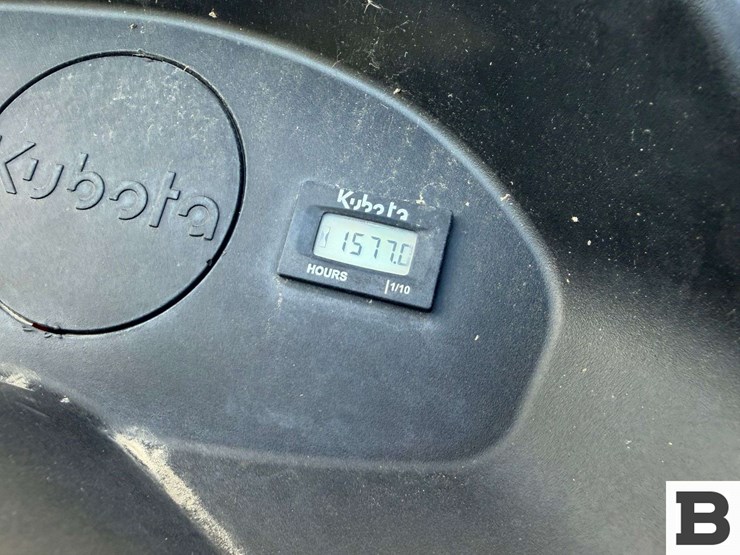 Kubota
Kubota
1577.0
HOURS
1/10
B